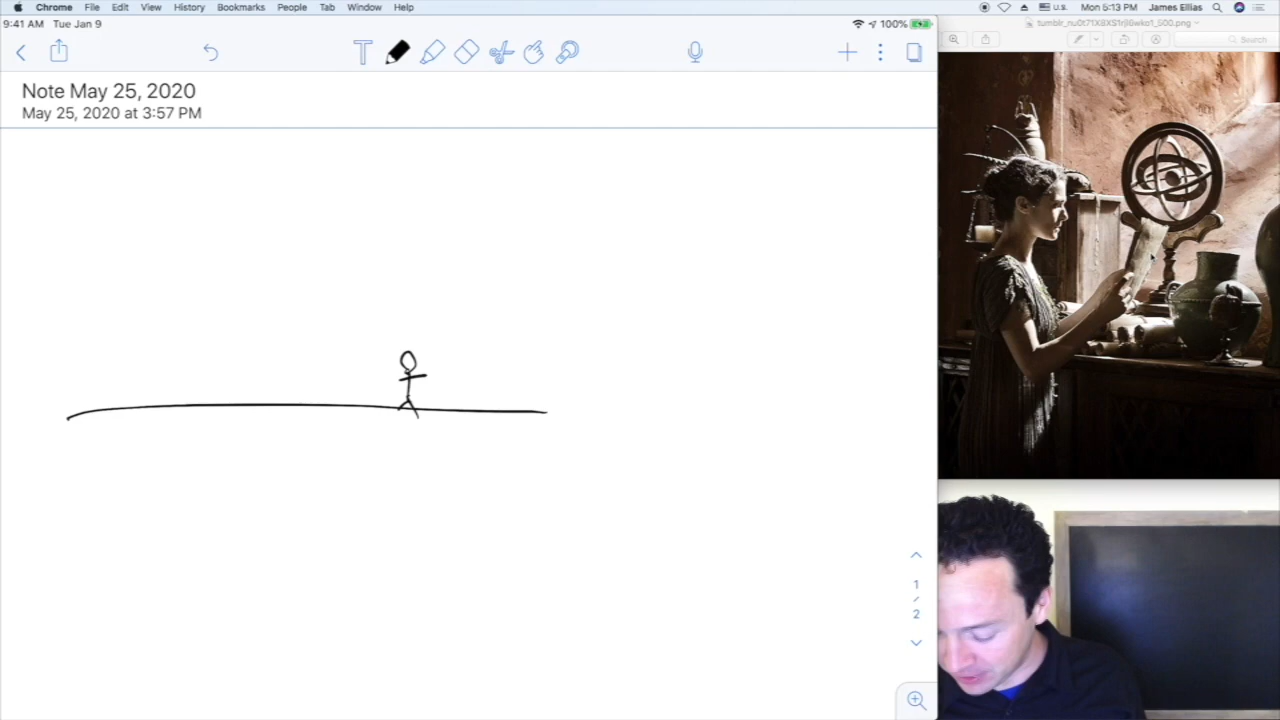 Chrome File Edit View History Bookmarks People Tab Window Help
U.S. Mon 5:13 PM James Ellias
9:41 AM Tue Jan 9
100%
Search
T
Note May 25, 2020
May 25, 2020 at 3:57 PM
1
/
2